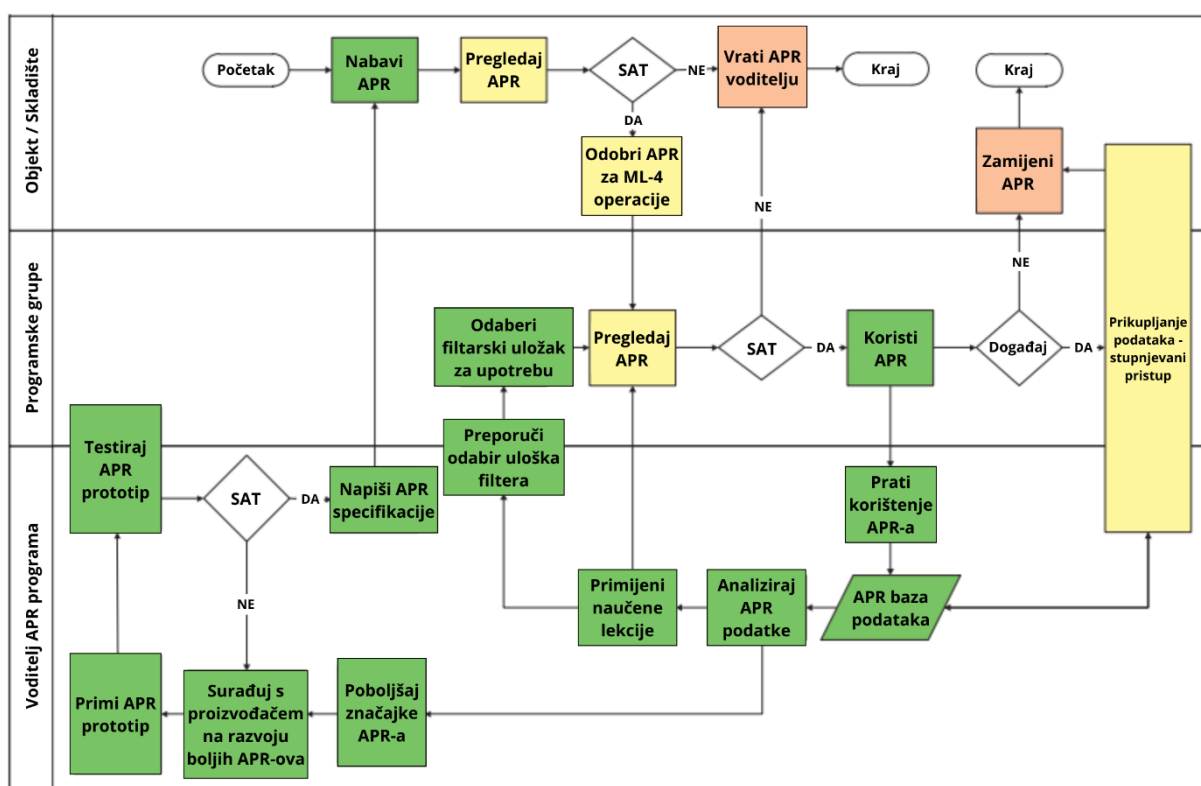 Objekt / Skladište
Početak
Nabavi
APR
Pregledaj
APR
SAT
NE
Vrati APR
voditelju
Kraj
Kraj
DA
Odobri APR
za ML-4
operacije
NE
Zamijeni
APR
NE
Programske grupe
Odaberi
filtarski uložak
za upotrebu
Pregledaj
APR
SAT
DA
Koristi
APR
Događaj
DA
Prikupljanje
podataka -
stupnjevani
pristup
Voditelj APR programa
Testiraj
APR
prototip
SAT
DA
Napiši APR
specifikacije
Preporuči
odabir uloška
filtera
Prati
korištenje
APR-a
NE
Primijeni
naučene
lekcije
Analiziraj
APR
podatke
APR baza
podataka
Primi APR
prototip
Surađuj s
proizvođačem
na razvoju
boljih APR-ova
Poboljšaj
značajke
APR-a